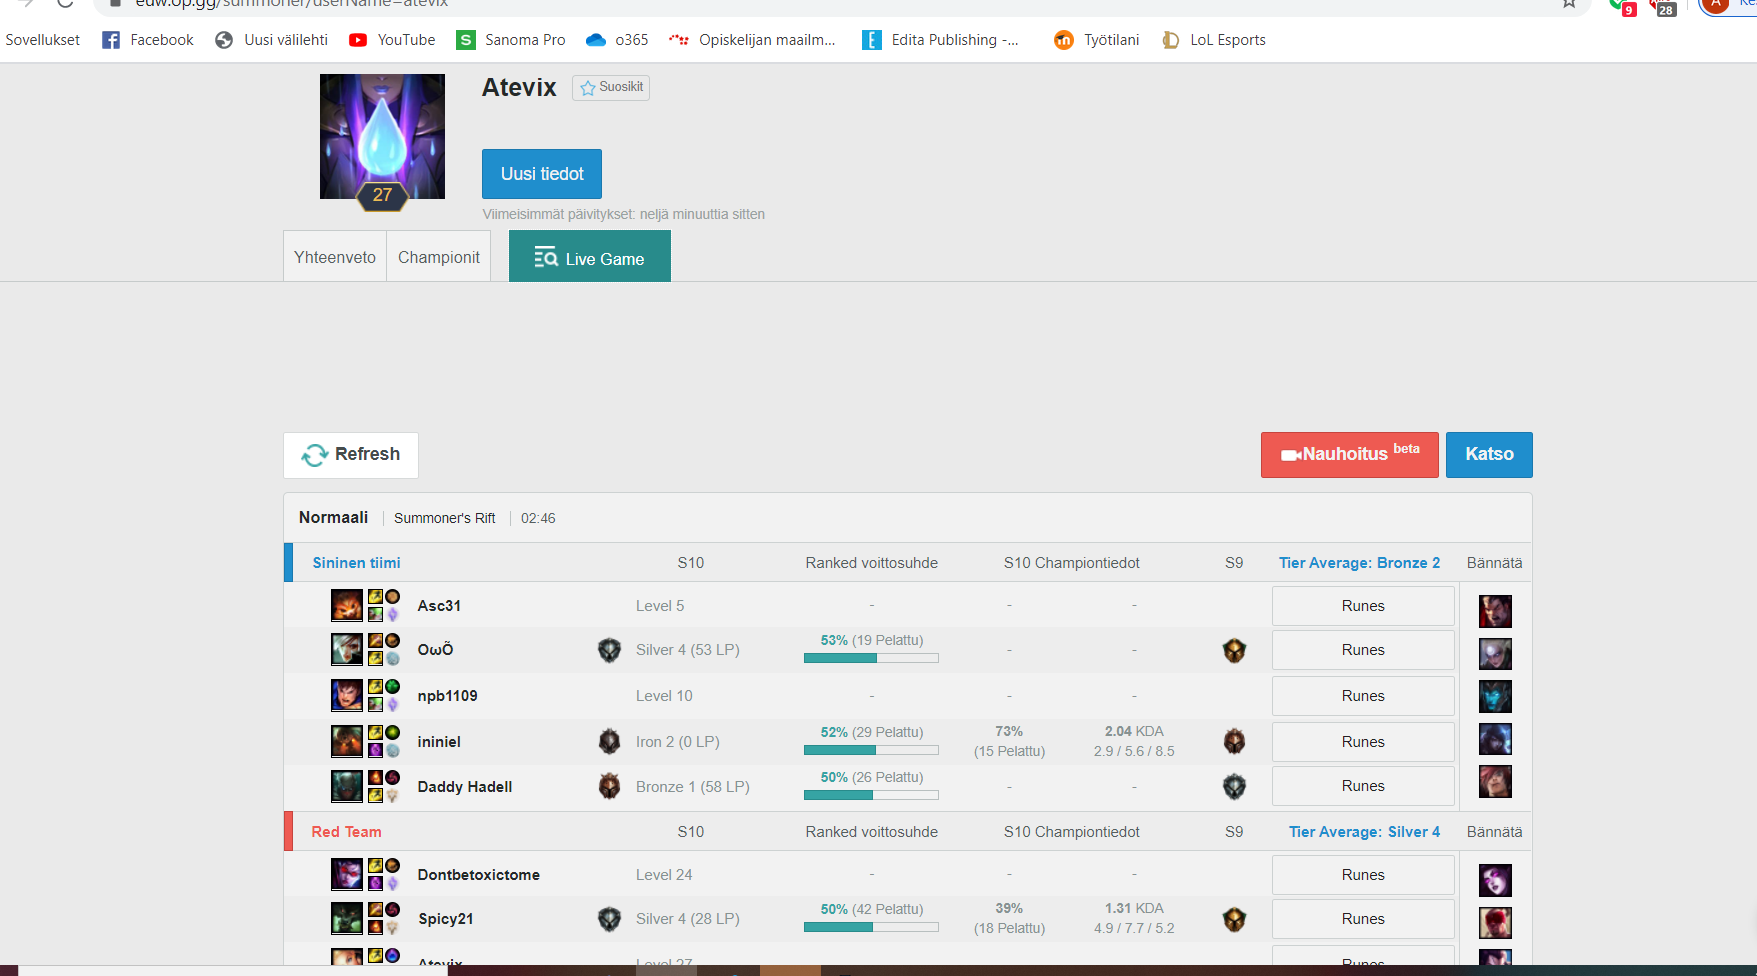 euw.op.gg/summoner/userName=atevix
9
28
A
Sovellukset Facebook Uusi välilehti YouTube Sanoma Pro o365 Opiskelijan maailm... Edita Publishing -... Työtilani LoL Esports
Atevix Suosikit
27
Uusi tiedot
Viimeisimmät päivitykset: neljä minuuttia sitten
Yhteenveto Championit Live Game
Refresh Nauhoitus beta Katso
Normaali Summoner's Rift 02:46
Sininen tiimi S10 Ranked voittosuhde S10 Championtiedot S9 Tier Average: Bronze 2 Bännätä
Asc31 Level 5 - - - Runes
OωÕ Silver 4 (53 LP) 53% (19 Pelattu) - - Runes
npb1109 Level 10 - - - Runes
ininiel Iron 2 (0 LP) 52% (29 Pelattu) 73% (15 Pelattu) 2.04 KDA 2.9 / 5.6 / 8.5 Runes
Daddy Hadell Bronze 1 (58 LP) 50% (26 Pelattu) - - Runes
Red Team S10 Ranked voittosuhde S10 Championtiedot S9 Tier Average: Silver 4 Bännätä
Dontbetoxictome Level 24 - - - Runes
Spicy21 Silver 4 (28 LP) 50% (42 Pelattu) 39% (18 Pelattu) 1.31 KDA 4.9 / 7.7 / 5.2 Runes
Atevix Level 27 Runes